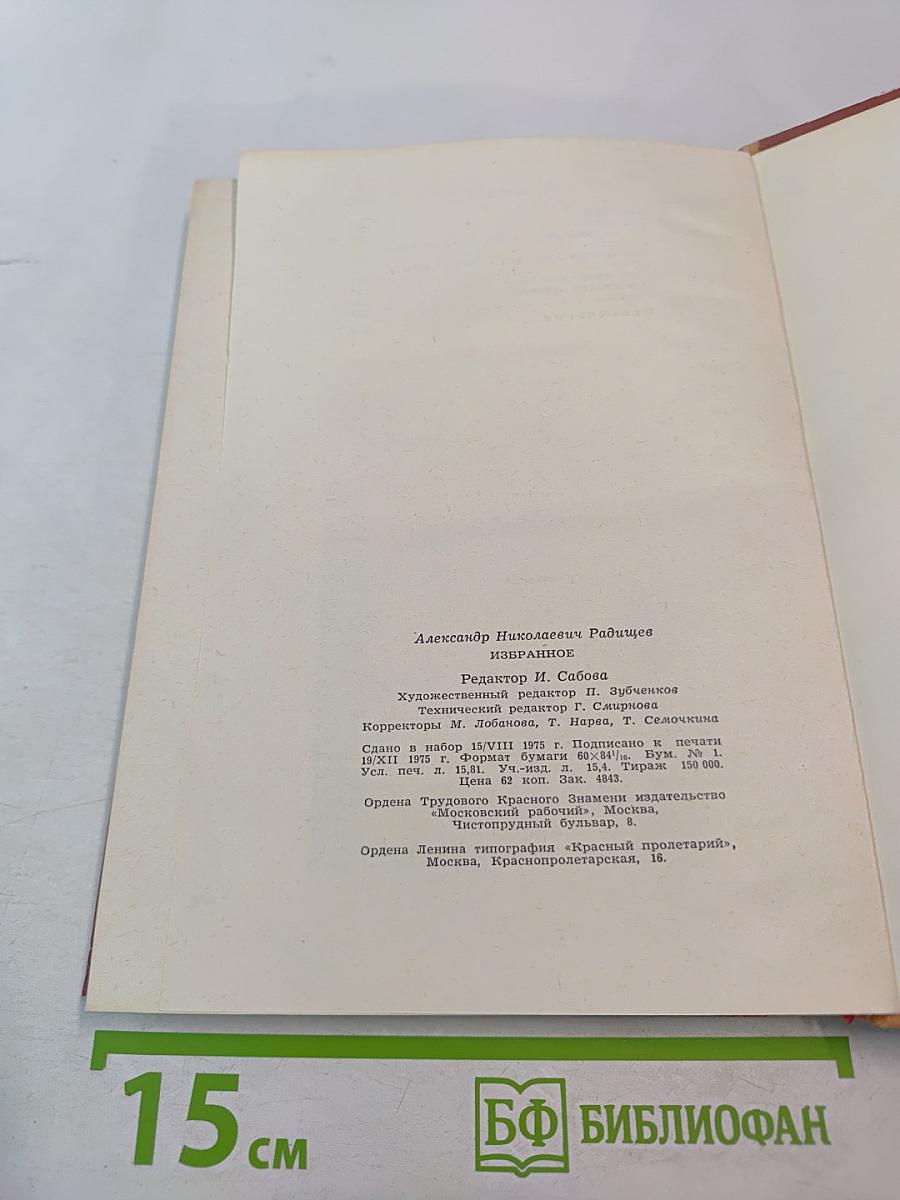 Александр Николаевич Радищев
ИЗБРАННОЕ
Редактор И. Сабова
Художественный редактор П. Зубченков
Технический редактор Г. Смирнова
Корректоры М. Лобанова, Т. Нарва, Т. Семочкина
Сдано в набор 15/VIII 1975 г. Подписано к печати
19/XII 1975 г. Формат бумаги 60×84¹/₁₆. Бум. № 1.
Усл. печ. л. 15,81. Уч.-изд. л. 15,4. Тираж 150 000.
Цена 62 коп. Зак. 4843.
Ордена Трудового Красного Знамени издательство
«Московский рабочий», Москва,
Чистопрудный бульвар, 8.
Ордена Ленина типография «Красный пролетарий»,
Москва, Краснопролетарская, 16.
15 см
БФ БИБЛИОФАН